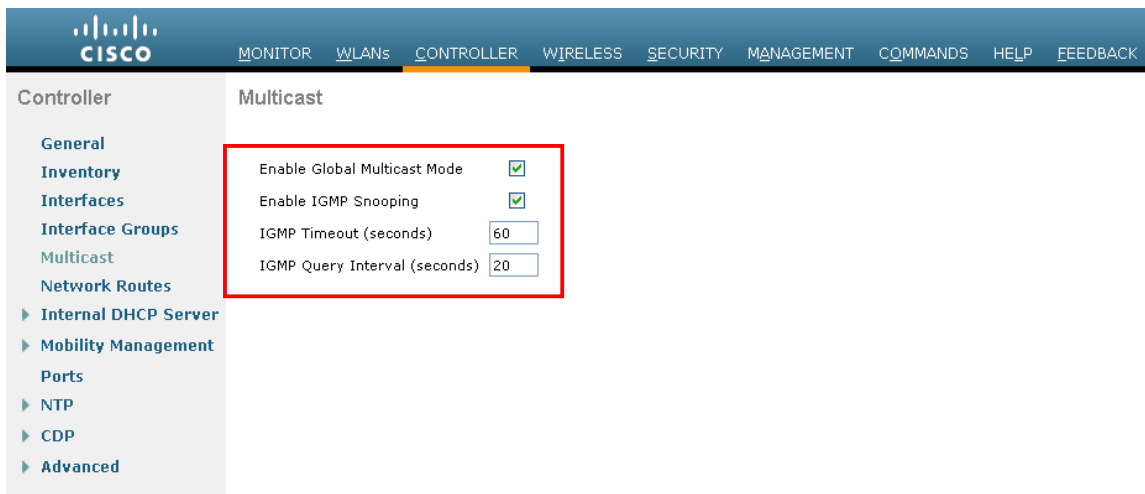 CISCO
MONITOR WLANs CONTROLLER WIRELESS SECURITY MANAGEMENT COMMANDS HELP FEEDBACK
Controller
General
Inventory
Interfaces
Interface Groups
Multicast
Network Routes
Internal DHCP Server
Mobility Management
Ports
NTP
CDP
Advanced
Multicast
Enable Global Multicast Mode
Enable IGMP Snooping
IGMP Timeout (seconds) 60
IGMP Query Interval (seconds) 20